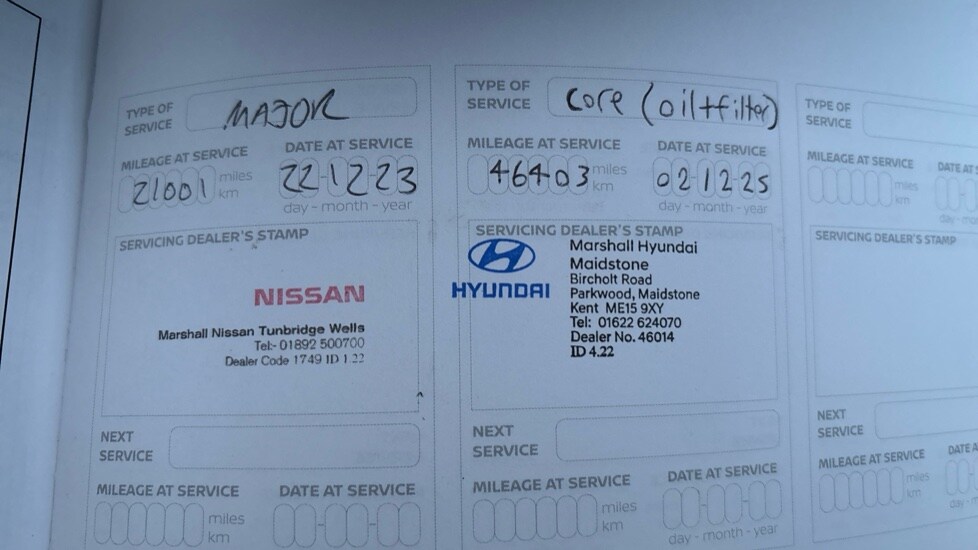 TYPE OF SERVICE MAJOR
MILEAGE AT SERVICE DATE AT SERVICE
21001 miles km 22-12-23
day - month - year
SERVICING DEALER'S STAMP
NISSAN
Marshall Nissan Tunbridge Wells
Tel:- 01892 500700
Dealer Code 1749 ID 1.22
NEXT SERVICE
MILEAGE AT SERVICE DATE AT SERVICE
miles km
TYPE OF SERVICE core (oil+filter)
MILEAGE AT SERVICE DATE AT SERVICE
46403 miles km 02-12-25
day - month - year
SERVICING DEALER'S STAMP
HYUNDAI
Marshall Hyundai
Maidstone
Bircholt Road
Parkwood, Maidstone
Kent ME15 9XY
Tel: 01622 624070
Dealer No. 46014
ID 4.22
NEXT SERVICE
MILEAGE AT SERVICE DATE AT SERVICE
miles km
day - month - year
TYPE OF SERVICE
MILEAGE AT SERVICE DATE AT
miles km
SERVICING DEALER'S STAMP
NEXT SERVICE
MILEAGE AT SERVICE DATE
miles km
day